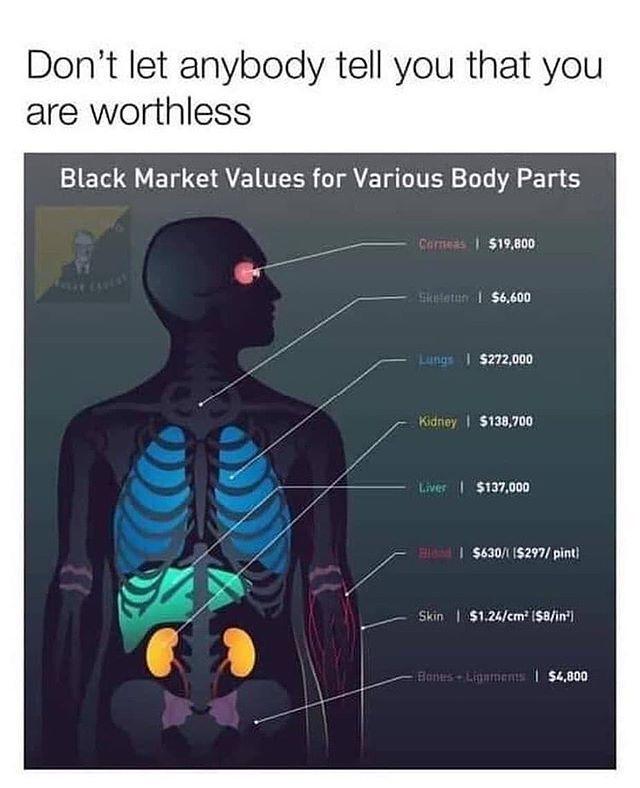 Don't let anybody tell you that you
are worthless
Black Market Values for Various Body Parts
Corneas | $19,800
Skeleton | $6,600
Lungs | $272,000
Kidney | $138,700
Liver | $137,000
Blood | $630/l ($297/ pint)
Skin | $1.24/cm² ($8/in²)
Bones + Ligaments | $4,800